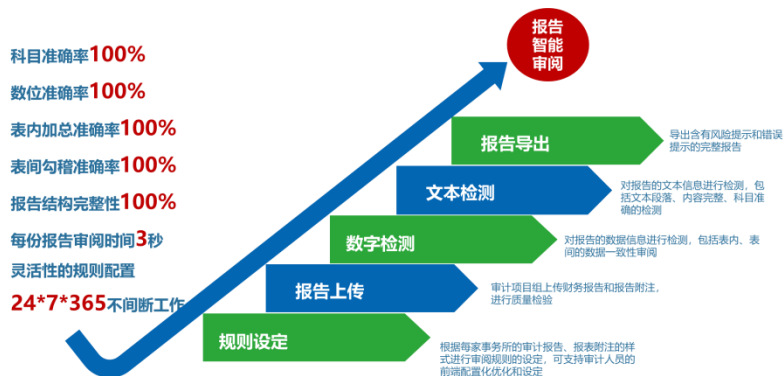 报告
智能
审阅
科目准确率100%
数位准确率100%
表内加总准确率100%
表间勾稽准确率100%
报告结构完整性100%
每份报告审阅时间3秒
灵活性的规则配置
24*7*365不间断工作
报告导出
导出含有风险提示和错误
提示的完整报告
文本检测
对报告的文本信息进行检测，包
括文本段落、内容完整、科目准
确的检测
数字检测
对报告的数据信息进行检测，包括表内、表
间的数据一致性审阅
报告上传
审计项目组上传财务报告和报告附注，
进行质量检验
规则设定
根据每家事务所的审计报告、报表附注的样
式进行审阅规则的设定，可支持审计人员的
前端配置化优化和设定